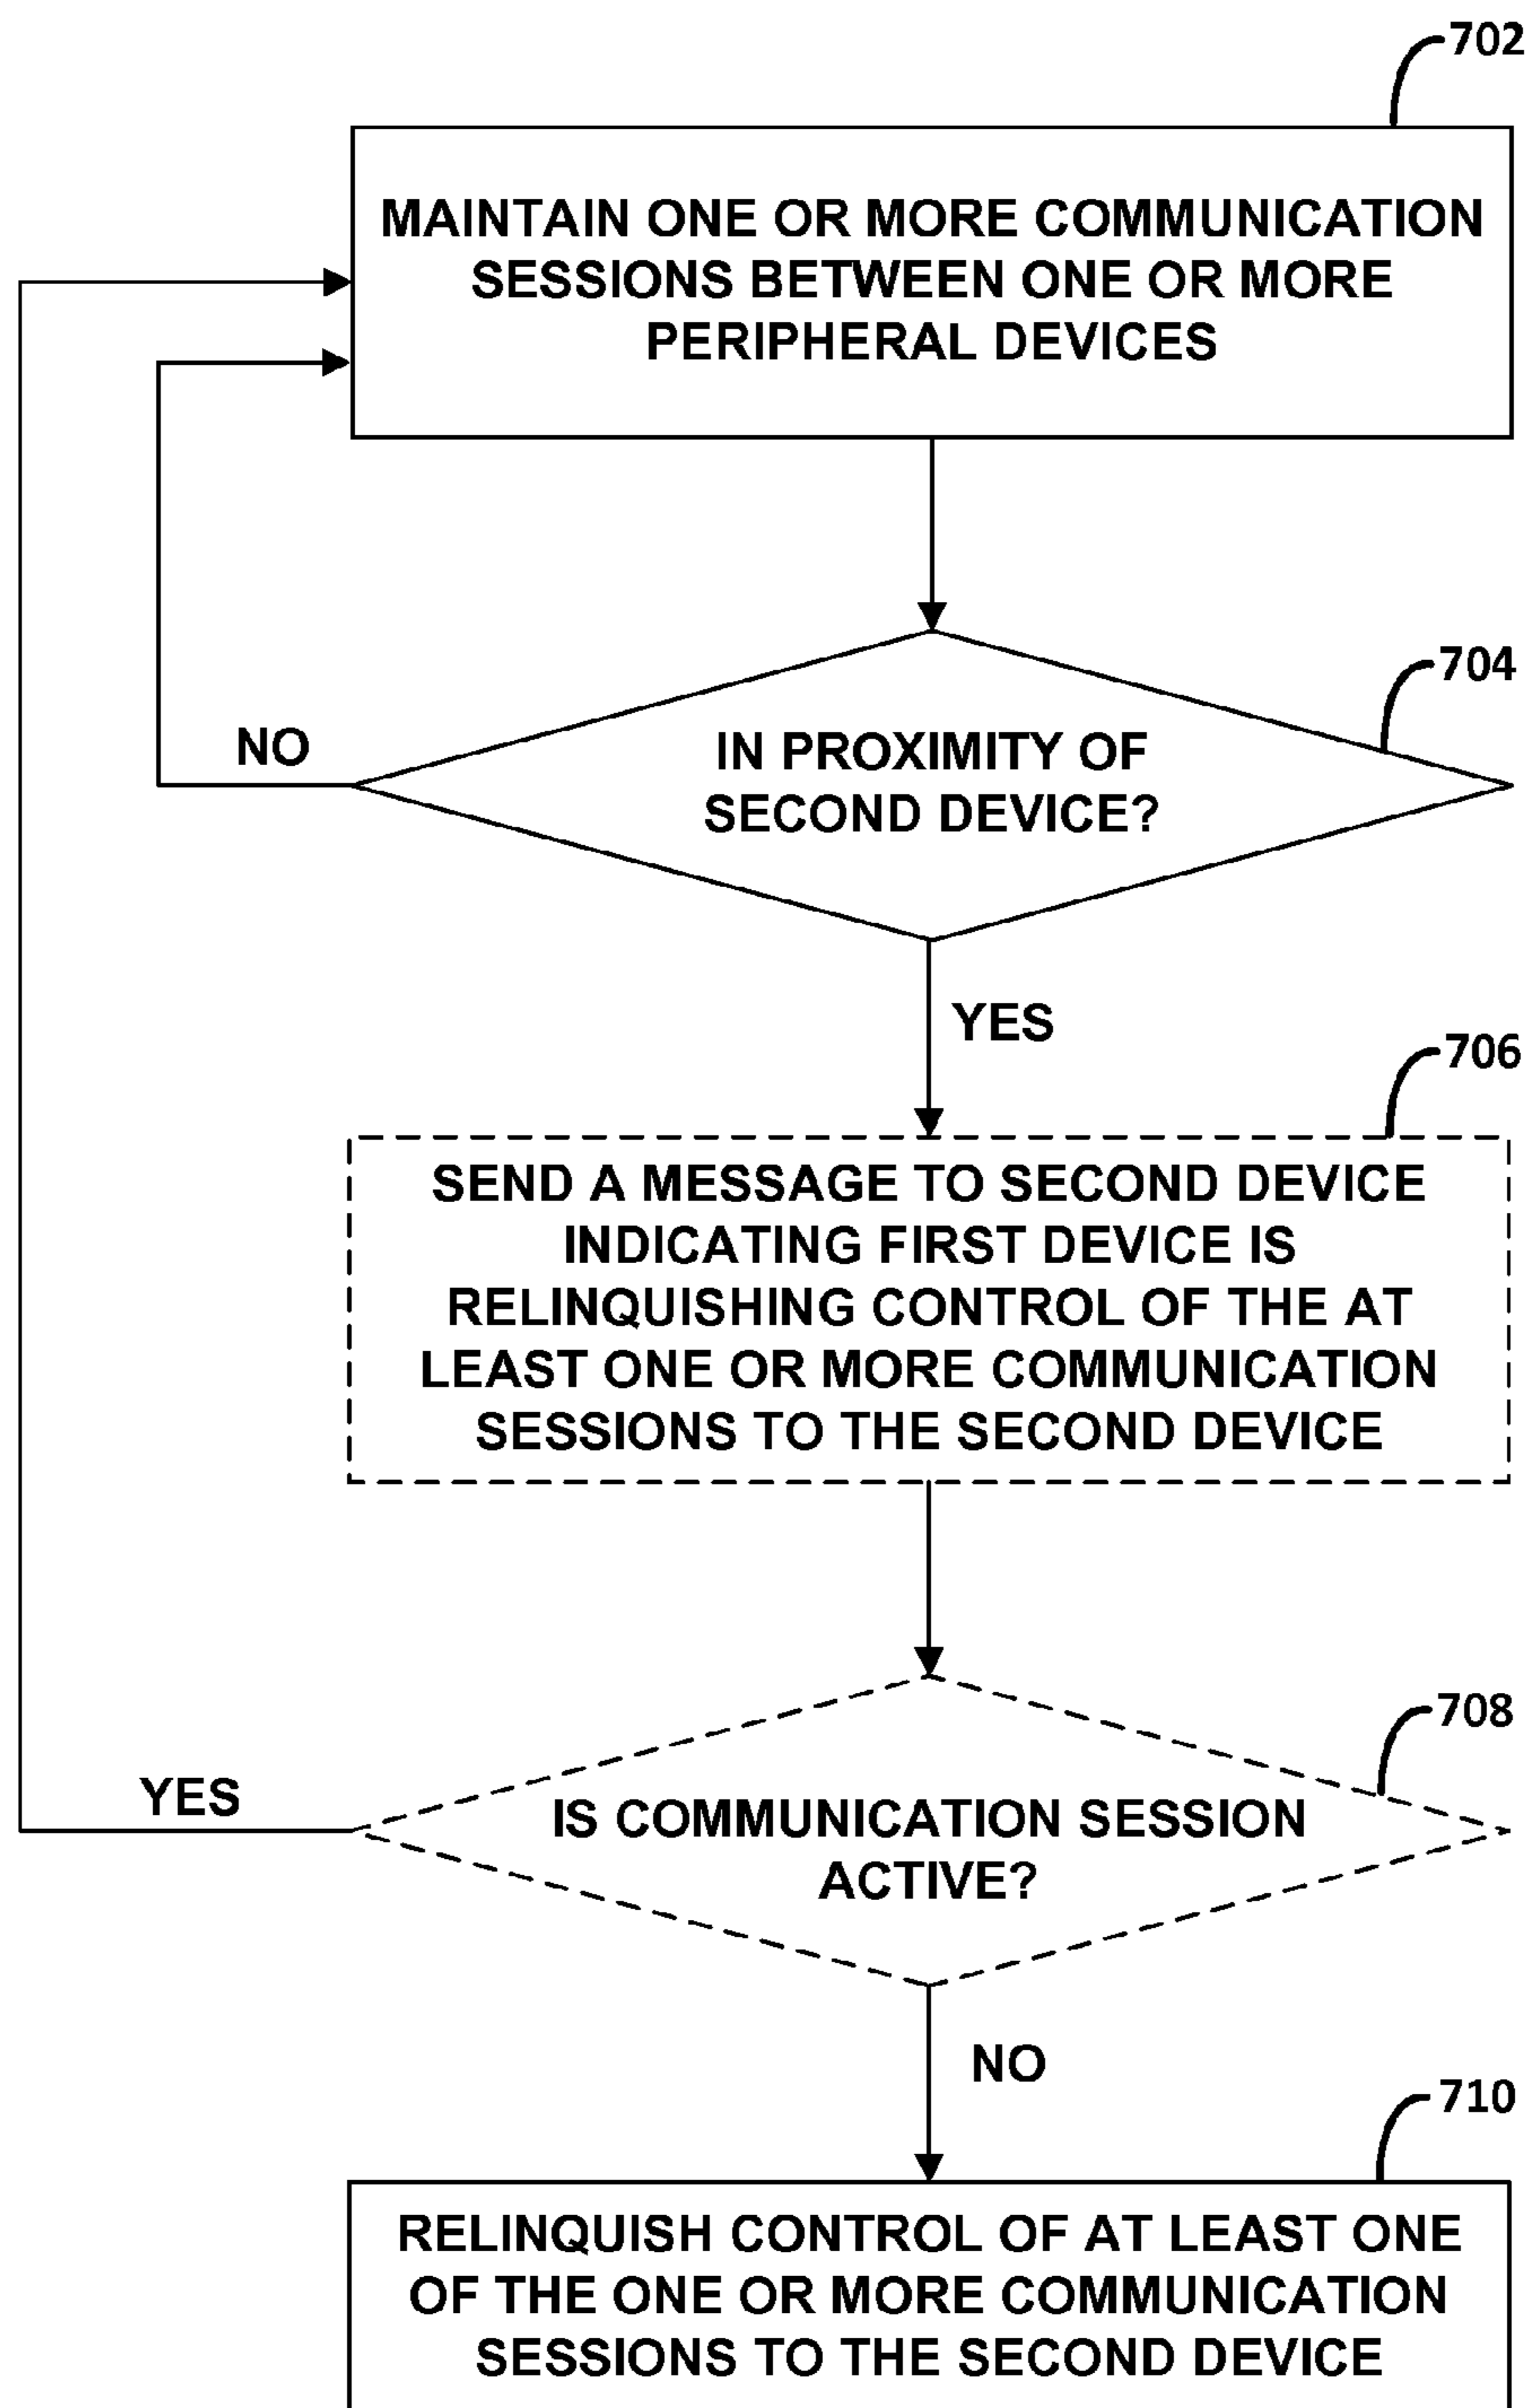 702
MAINTAIN ONE OR MORE COMMUNICATION
SESSIONS BETWEEN ONE OR MORE
PERIPHERAL DEVICES
704
NO
IN PROXIMITY OF
SECOND DEVICE?
YES
706
SEND A MESSAGE TO SECOND DEVICE
INDICATING FIRST DEVICE IS
RELINQUISHING CONTROL OF THE AT
LEAST ONE OR MORE COMMUNICATION
SESSIONS TO THE SECOND DEVICE
708
YES
IS COMMUNICATION SESSION
ACTIVE?
NO
710
RELINQUISH CONTROL OF AT LEAST ONE
OF THE ONE OR MORE COMMUNICATION
SESSIONS TO THE SECOND DEVICE